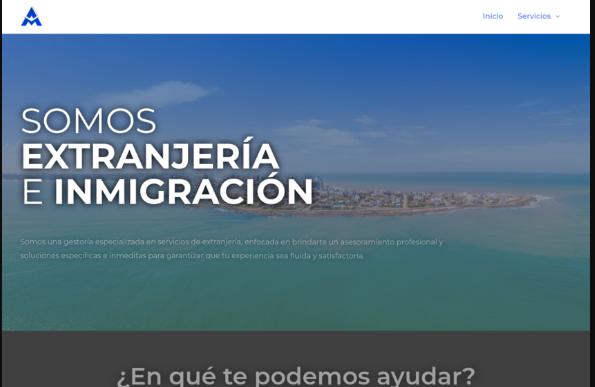 Inicio Servicios
SOMOS
EXTRANJERÍA
E INMIGRACIÓN
Somos una gestoría especializada en servicios de extranjería, enfocada en brindarte un asesoramiento profesional y
soluciones específicas e inmeditas para garantizar que tu experiencia sea fluida y satisfactoria.
¿En qué te podemos ayudar?